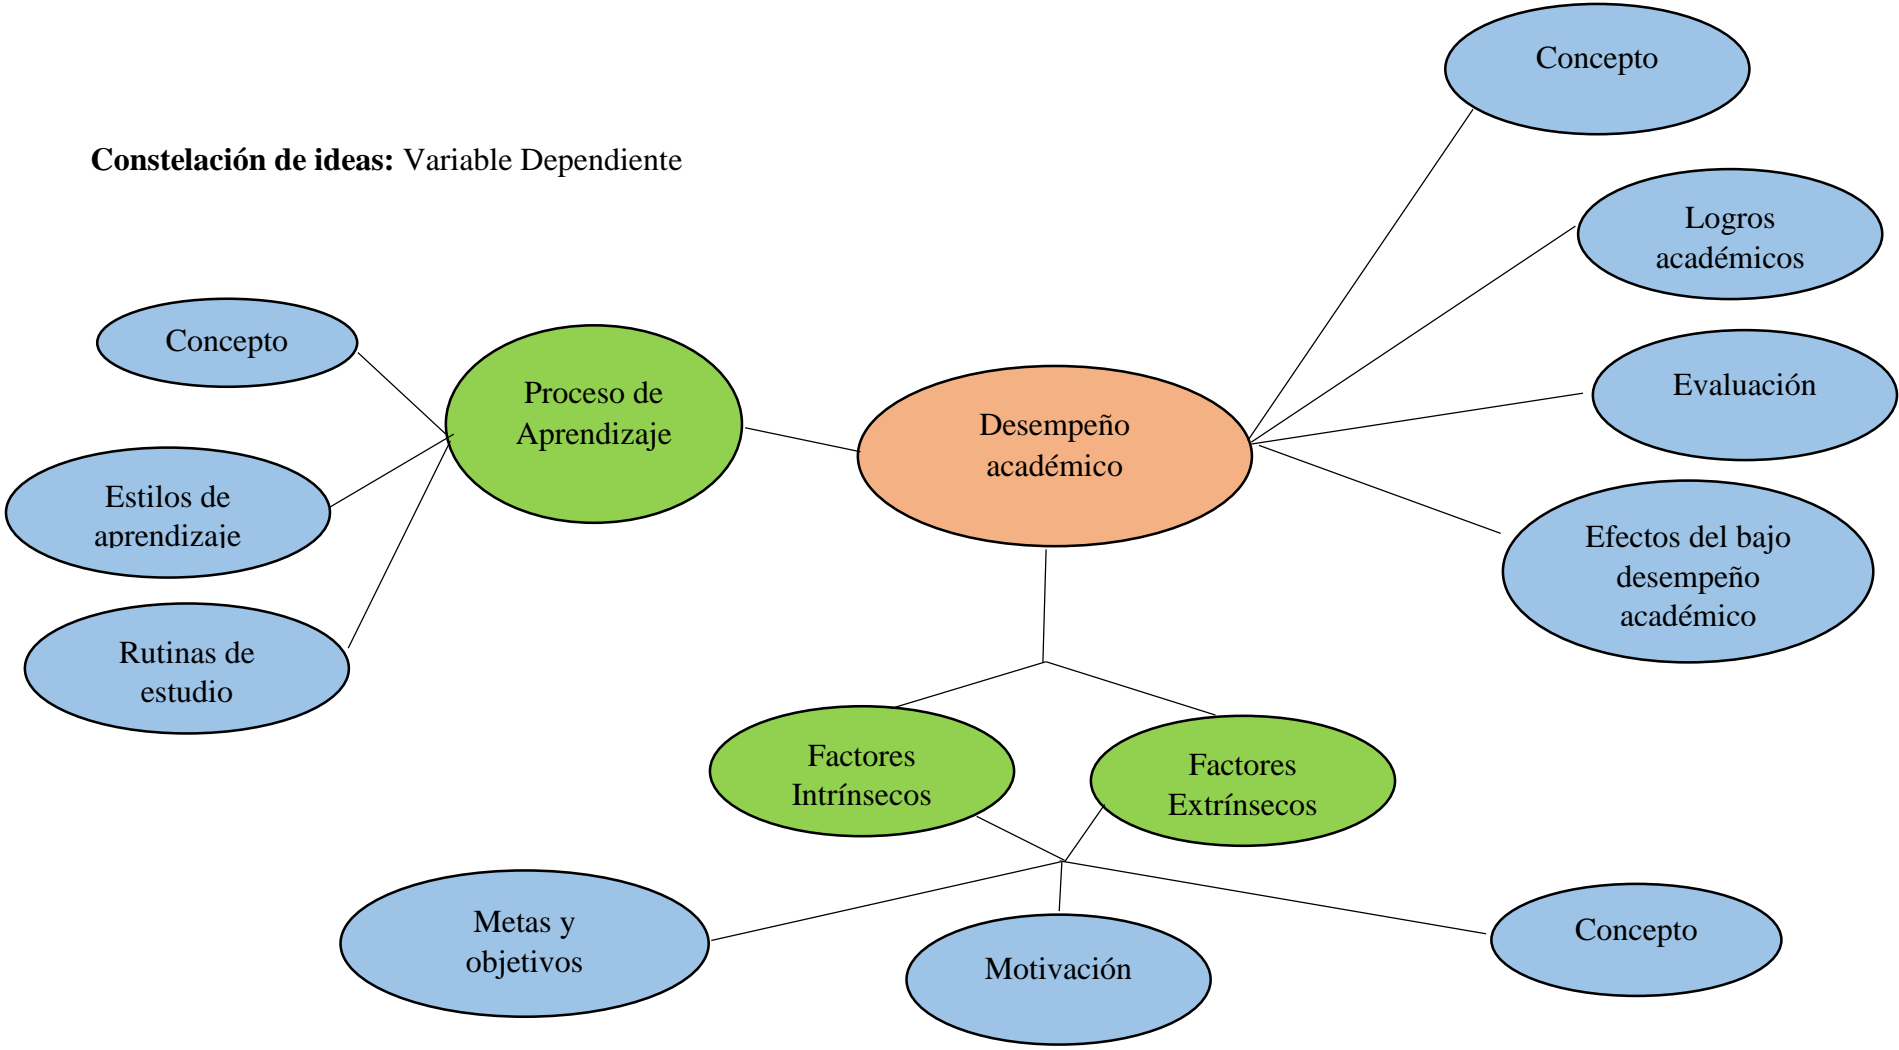 Concepto
Constelación de ideas: Variable Dependiente
Logros
académicos
Concepto
Proceso de
Aprendizaje
Desempeño
académico
Evaluación
Estilos de
aprendizaje
Efectos del bajo
desempeño
académico
Rutinas de
estudio
Factores
Intrínsecos
Factores
Extrínsecos
Metas y
objetivos
Motivación
Concepto